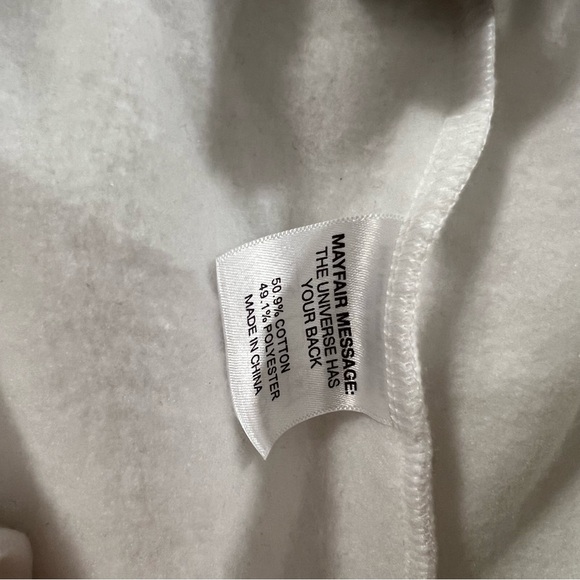 MAYFAIR MESSAGE:
THE UNIVERSE HAS
YOUR BACK
50.9% COTTON
49.1% POLYESTER
MADE IN CHINA